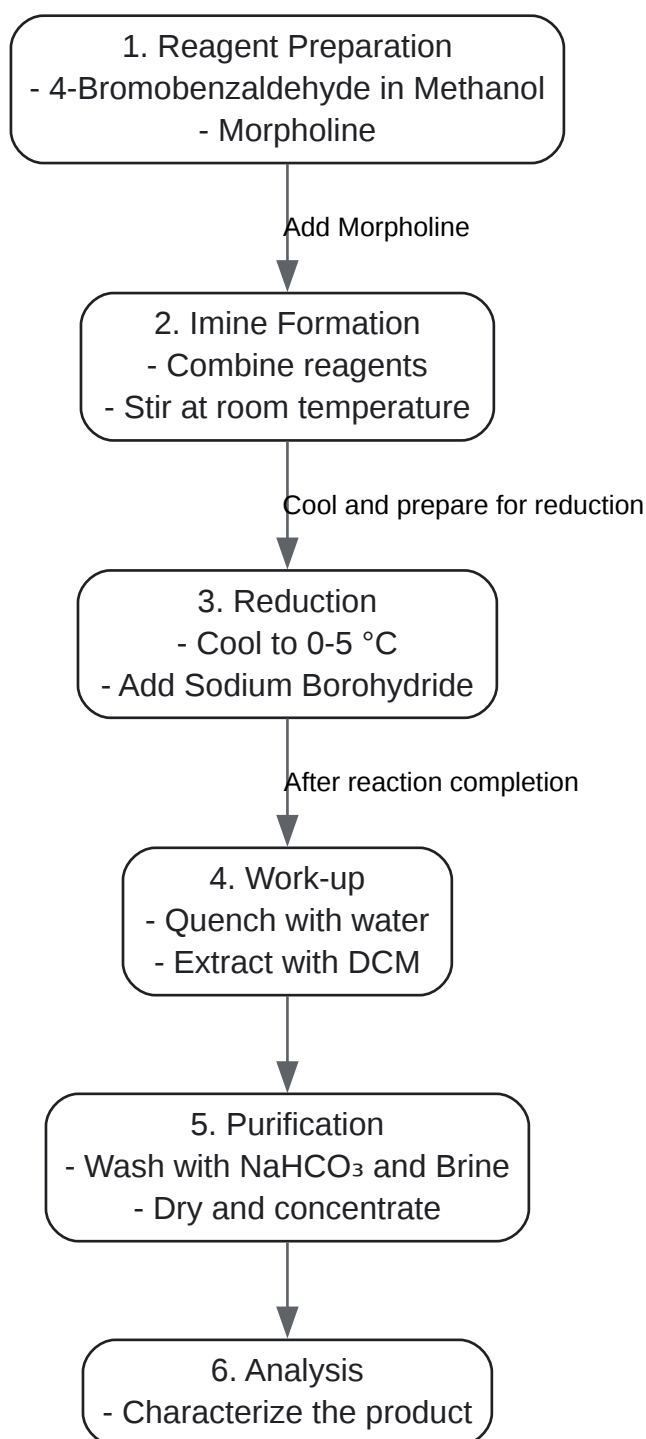 1. Reagent Preparation
- 4-Bromobenzaldehyde in Methanol
- Morpholine
Add Morpholine
2. Imine Formation
- Combine reagents
- Stir at room temperature
Cool and prepare for reduction
3. Reduction
- Cool to 0-5 °C
- Add Sodium Borohydride
After reaction completion
4. Work-up
- Quench with water
- Extract with DCM
5. Purification
- Wash with NaHCO₃ and Brine
- Dry and concentrate
6. Analysis
- Characterize the product